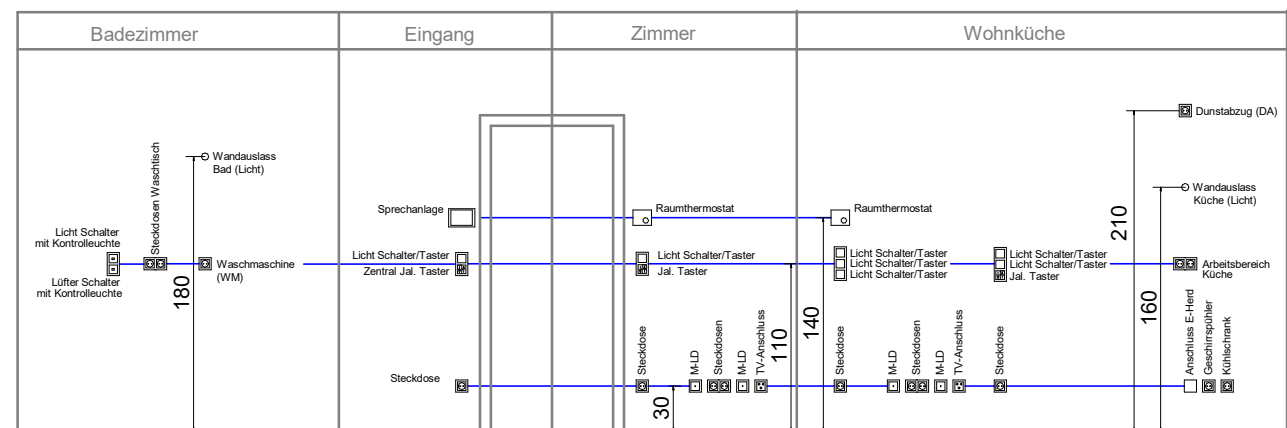 Badezimmer
Eingang
Zimmer
Wohnküche
Dunstabzug (DA)
Steckdosen Waschtisch
Wandauslass
Bad (Licht)
180
Licht Schalter
mit Kontrolleuchte
Lüfter Schalter
mit Kontrolleuchte
Waschmaschine
(WM)
Sprechanlage
Licht Schalter/Taster
Zentral Jal. Taster
Steckdose
Raumthermostat
Licht Schalter/Taster
Jal. Taster
Steckdose
M-LD
Steckdosen
M-LD
TV-Anschluss
30
110
140
Raumthermostat
Licht Schalter/Taster
Licht Schalter/Taster
Licht Schalter/Taster
Licht Schalter/Taster
Licht Schalter/Taster
Jal. Taster
Steckdose
M-LD
Steckdosen
M-LD
TV-Anschluss
Steckdose
210
160
Wandauslass
Küche (Licht)
Arbeitsbereich
Küche
Anschluss E-Herd
Geschirrspühler
Kühlschrank